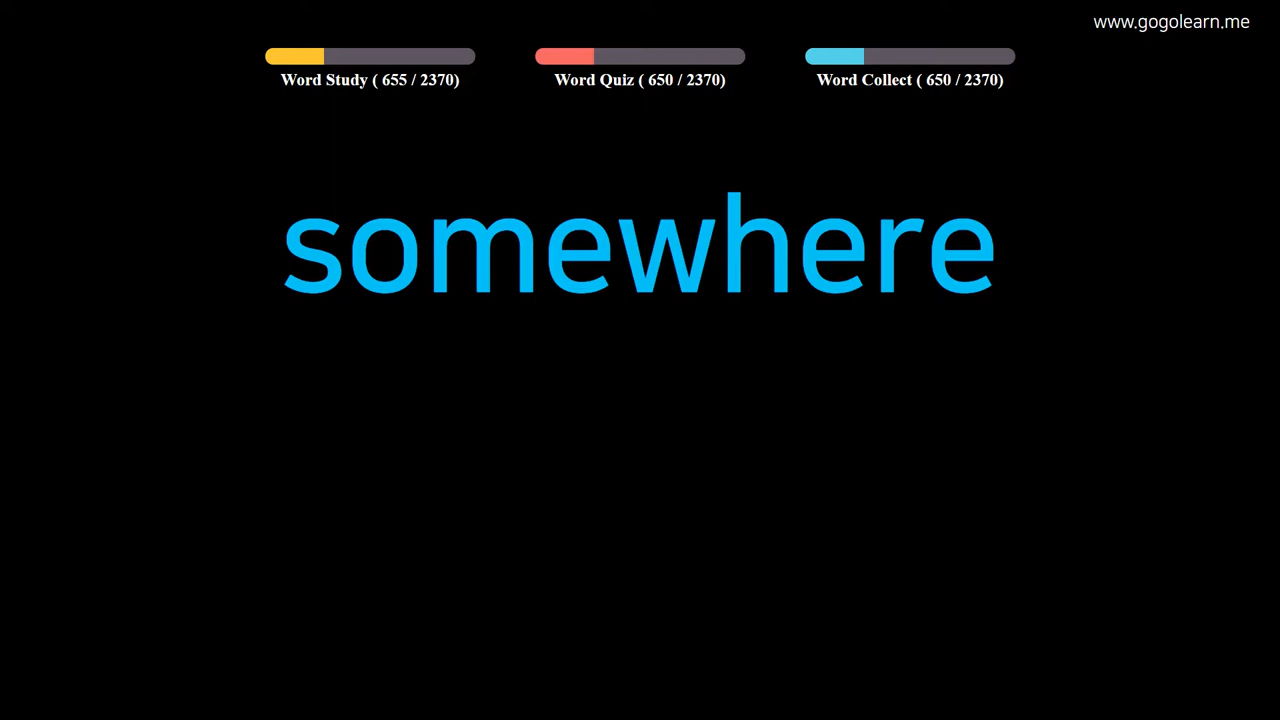 www.gogolearn.me
Word Study ( 655 / 2370)
Word Quiz ( 650 / 2370)
Word Collect ( 650 / 2370)
somewhere